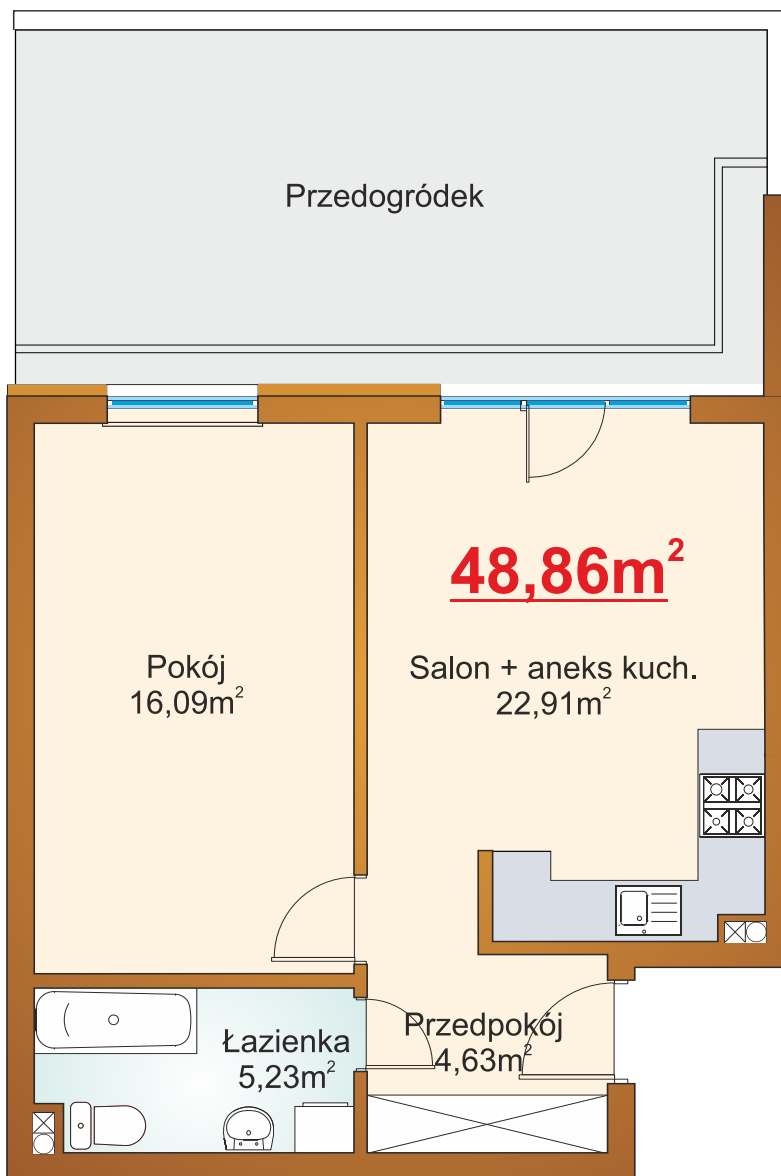 Przedogródek
48,86m²
Pokój
16,09m²
Salon + aneks kuch.
22,91m²
Łazienka
5,23m²
Przedpokój
4,63m²